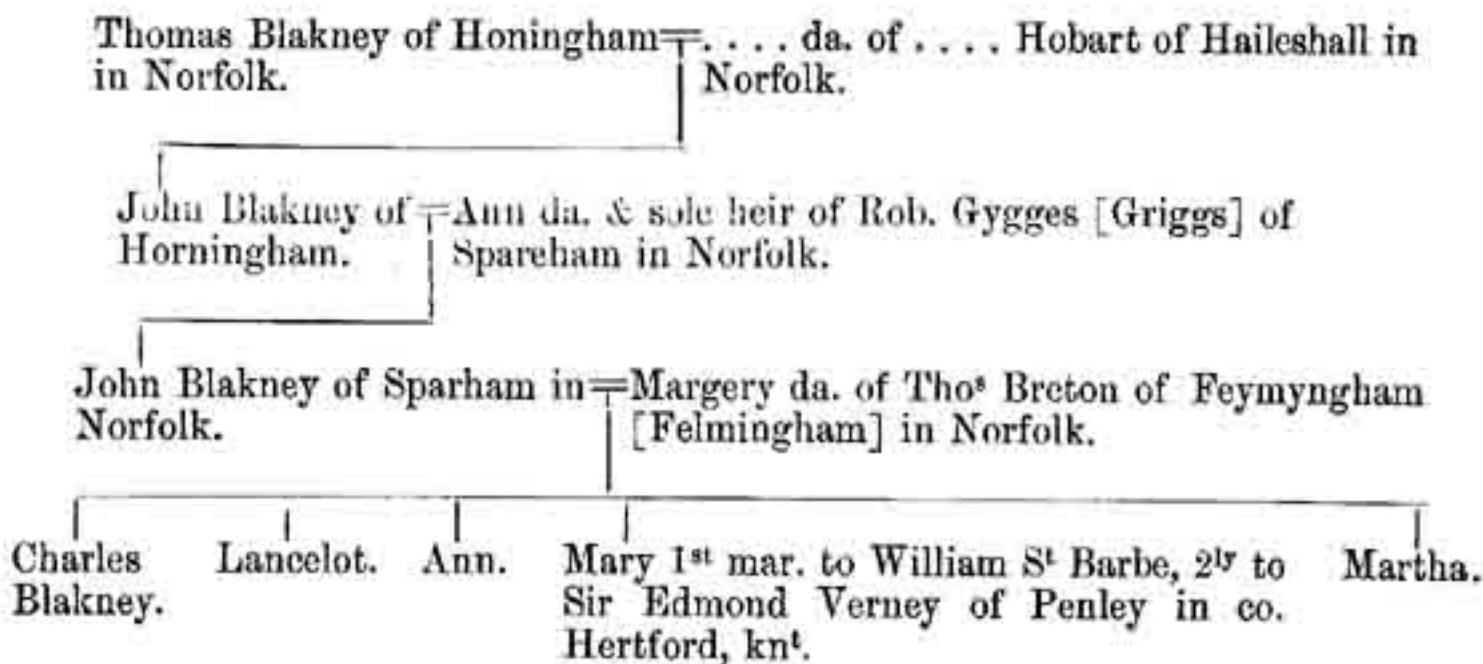 Thomas Blakney of Honingham=. . . . da. of . . . . Hobart of Haileshall in
in Norfolk. Norfolk.
John Blakney of =Ann da. & sole heir of Rob. Gygges [Griggs] of
Horningham. Spareham in Norfolk.
John Blakney of Sparham in=Margery da. of Thoˢ Breton of Feymyngham
Norfolk. [Felmingham] in Norfolk.
Charles Lancelot. Ann. Mary 1ˢᵗ mar. to William Sᵗ Barbe, 2ˡʸ to Martha.
Blakney. Sir Edmond Verney of Penley in co.
Hertford, knᵗ.